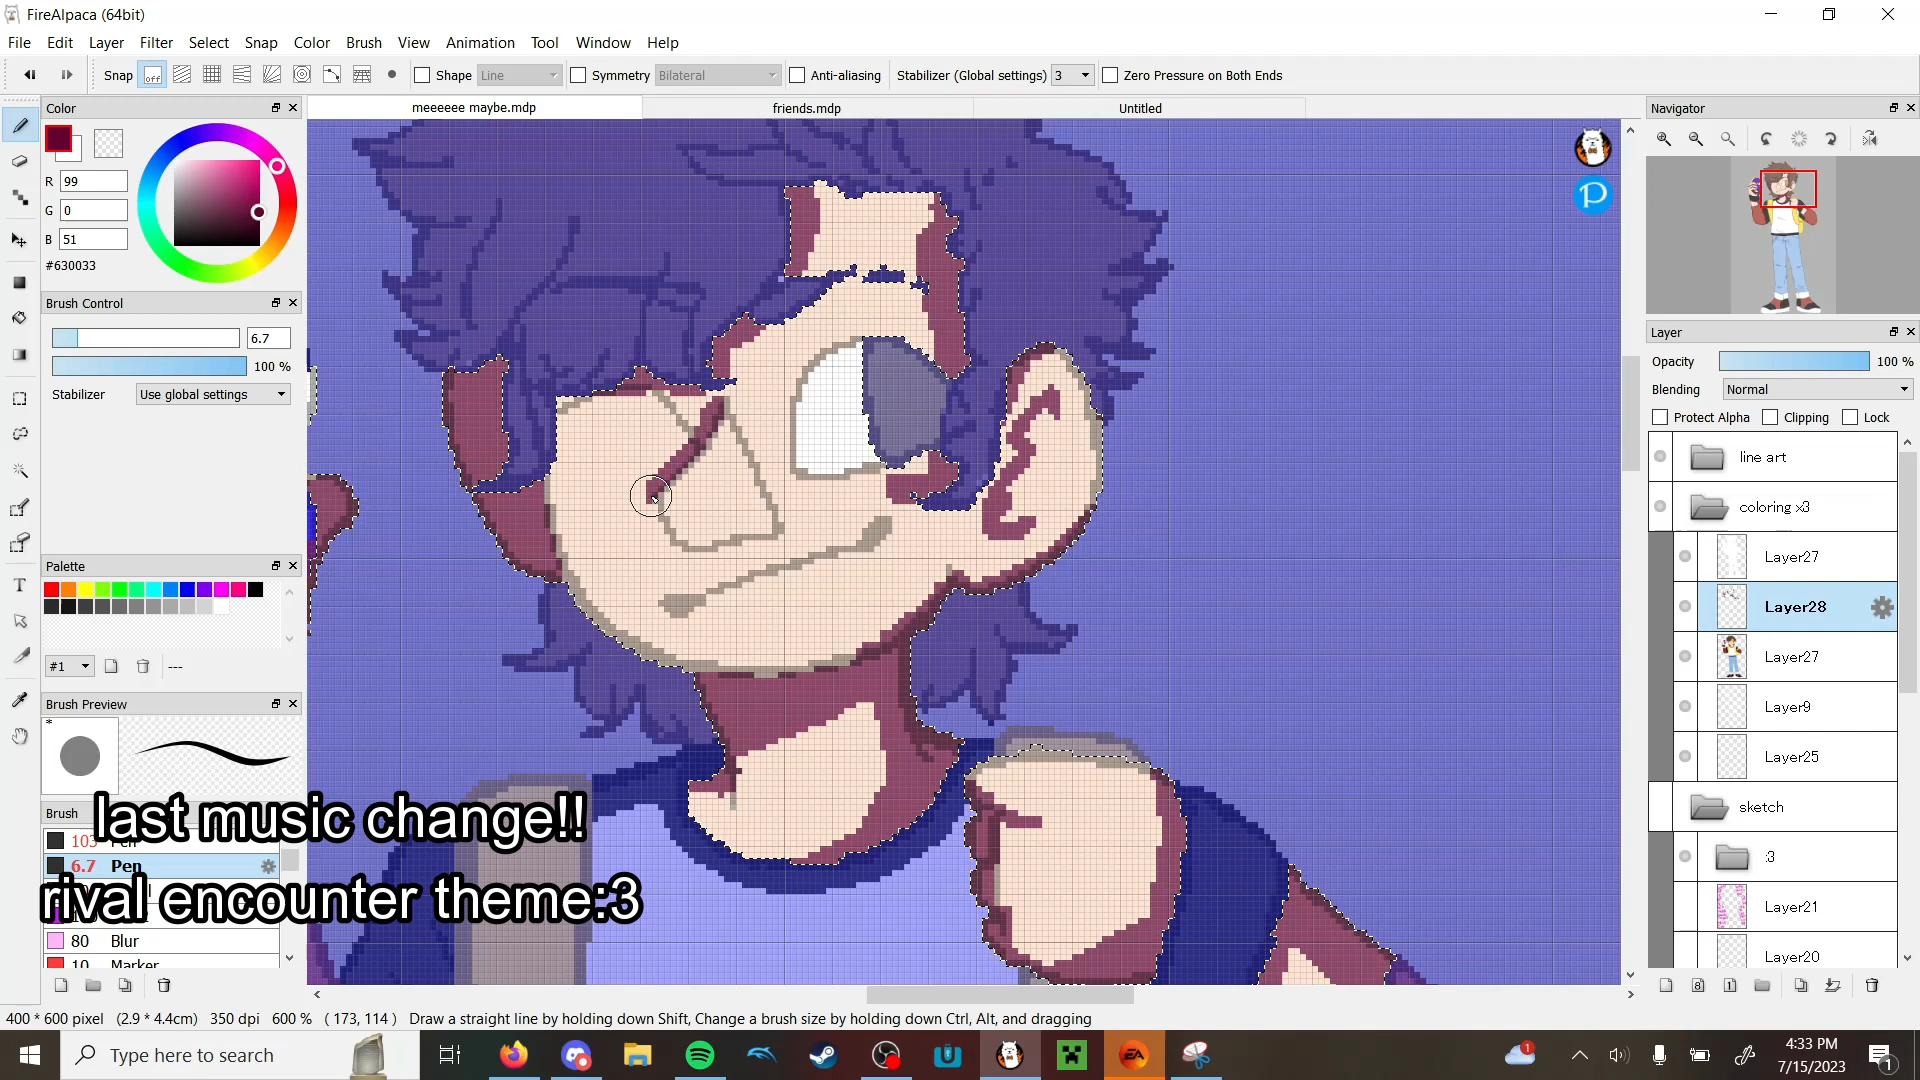 FireAlpaca (64bit)
File Edit Layer Filter Select Snap Color Brush View Animation Tool Window Help
Snap off Shape Line Symmetry Bilateral Anti-aliasing Stabilizer (Global settings) 3 Zero Pressure on Both Ends
Color
meeeeee maybe.mdp friends.mdp Untitled
Navigator
R 99
G 0
B 51
#630033
Brush Control
6.7
100 %
Stabilizer Use global settings
Palette
#1 ---
Brush Preview
*
Brush
103 Pen
6.7 Pen
80 Blur
10 Marker
last music change!!
rival encounter theme:3
P
Layer
Opacity 100 %
Blending Normal
Protect Alpha Clipping Lock
line art
coloring x3
Layer27
Layer28
Layer27
Layer9
Layer25
sketch
:3
Layer21
Layer20
400 * 600 pixel (2.9 * 4.4cm) 350 dpi 600 % ( 173, 114 ) Draw a straight line by holding down Shift, Change a brush size by holding down Ctrl, Alt, and dragging
Type here to search
EA
1
4:33 PM
7/15/2023
1